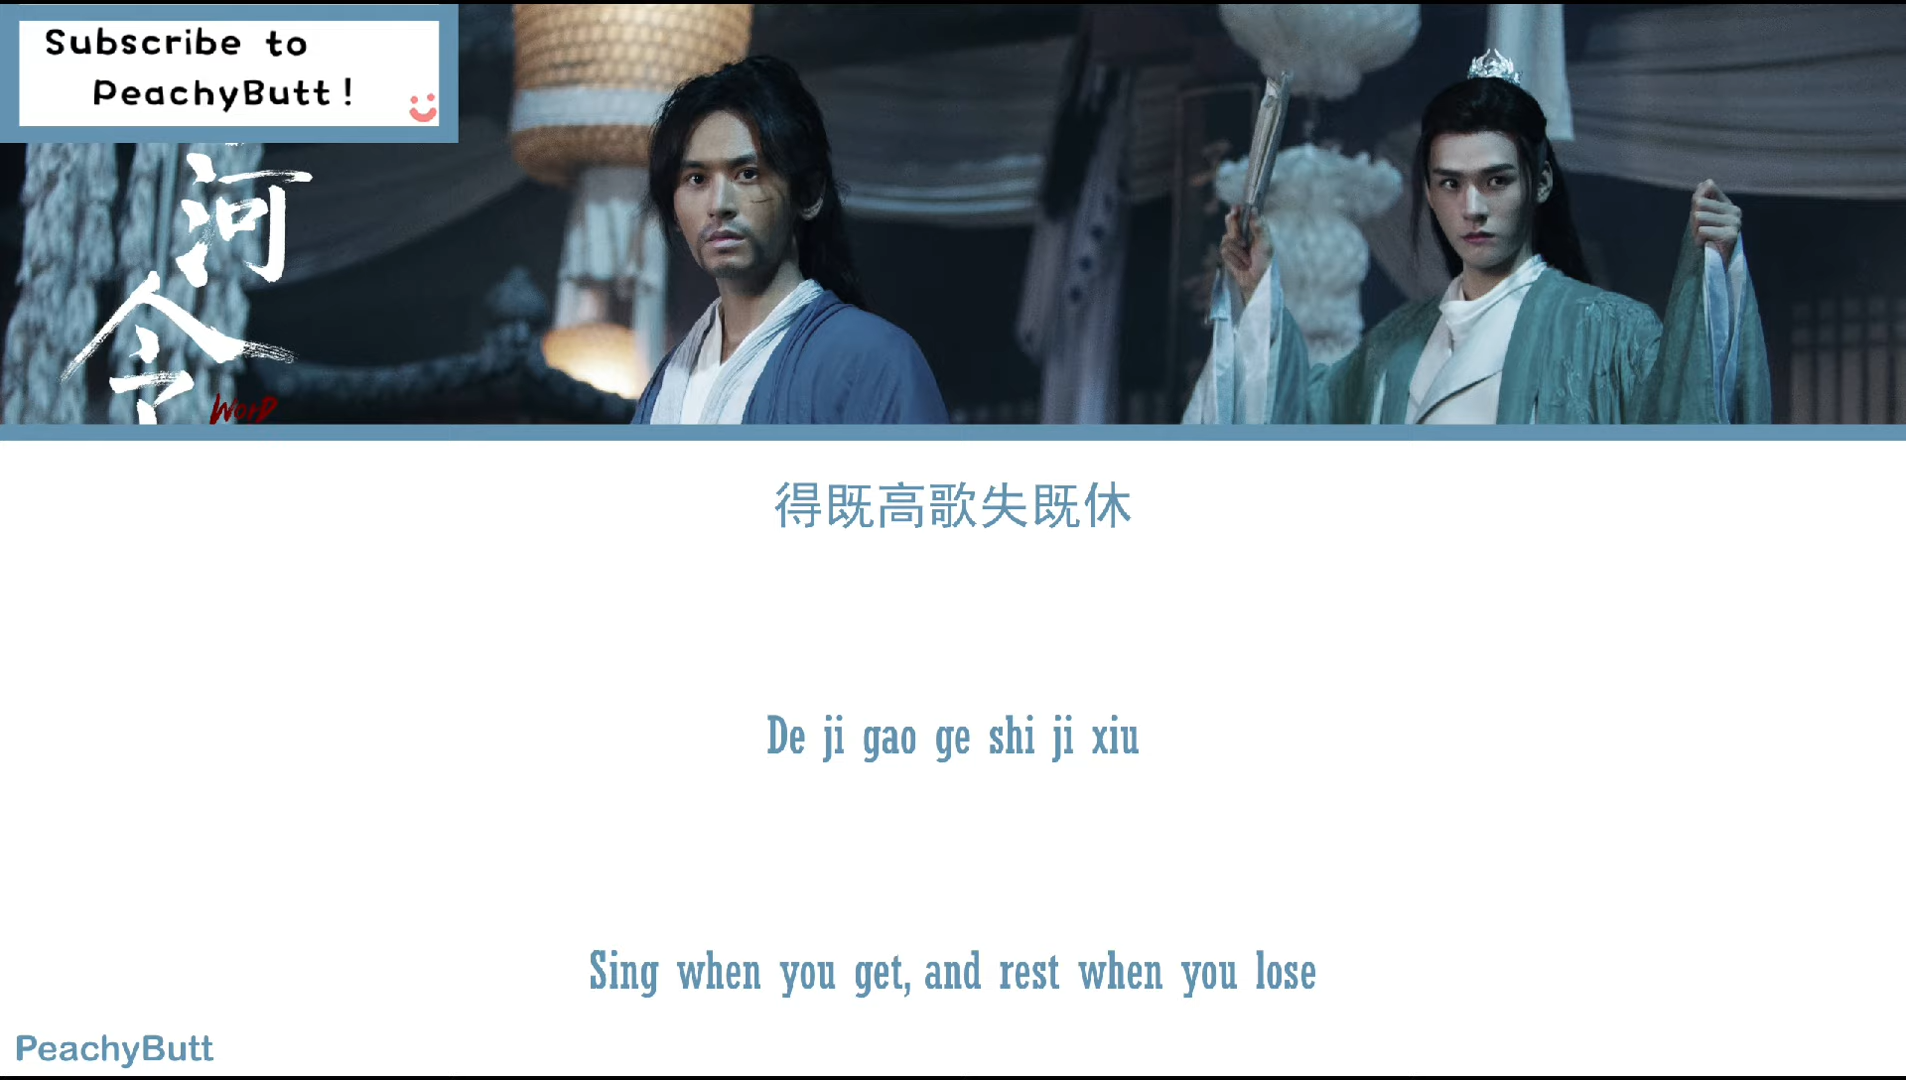 Subscribe to
PeachyButt!
河
令
WorD
得既高歌失既休
De ji gao ge shi ji xiu
Sing when you get, and rest when you lose
PeachyButt